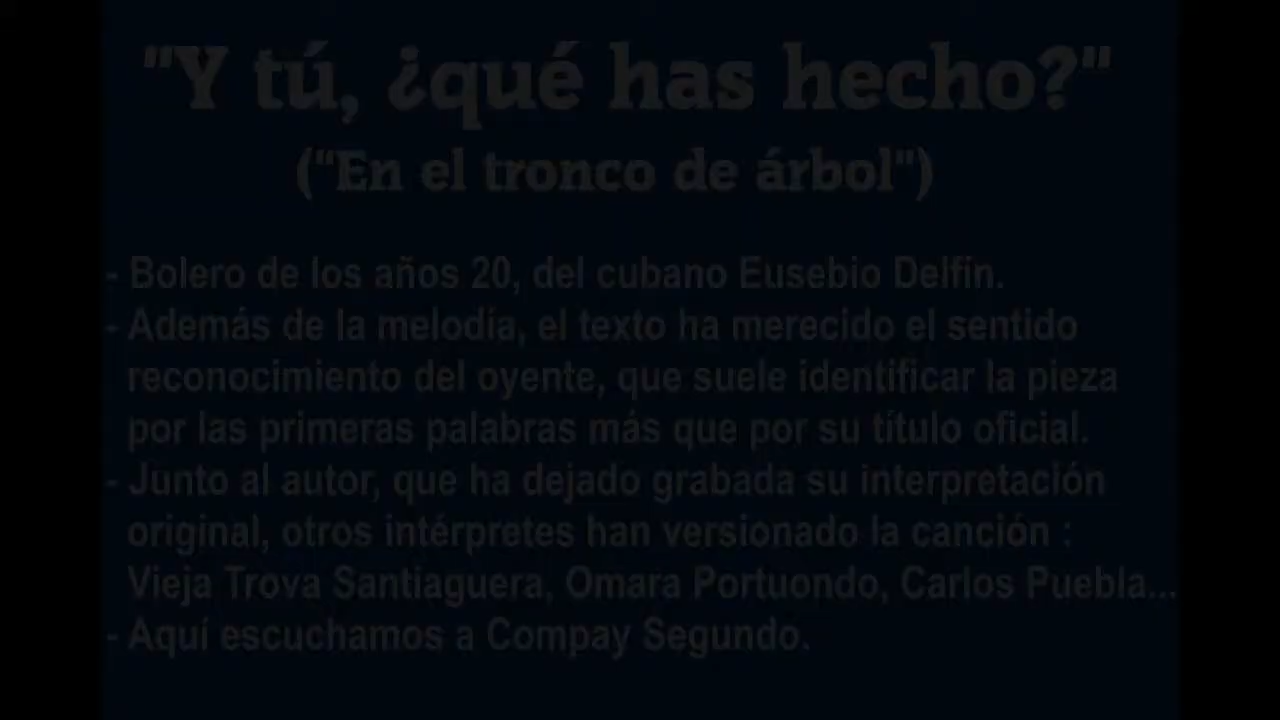 "Y tú, ¿qué has hecho?"
("En el tronco de árbol")
- Bolero de los años 20, del cubano Eusebio Delfín.
- Además de la melodía, el texto ha merecido el sentido
reconocimiento del oyente, que suele identificar la pieza
por las primeras palabras más que por su título oficial.
- Junto al autor, que ha dejado grabada su interpretación
original, otros intérpretes han versionado la canción :
Vieja Trova Santiaguera, Omara Portuondo, Carlos Puebla...
- Aquí escuchamos a Compay Segundo.